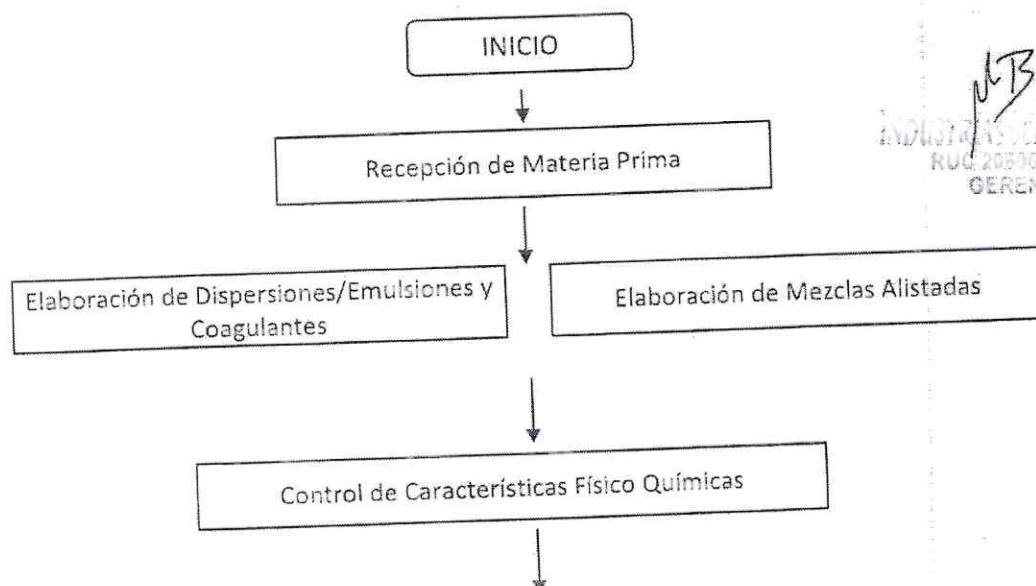 INICIO
Recepción de Materia Prima
RUC
Elaboración de Dispersiones/Emulsiones y
Coagulantes
Elaboración de Mezclas Alistadas
Control de Características Físico Químicas